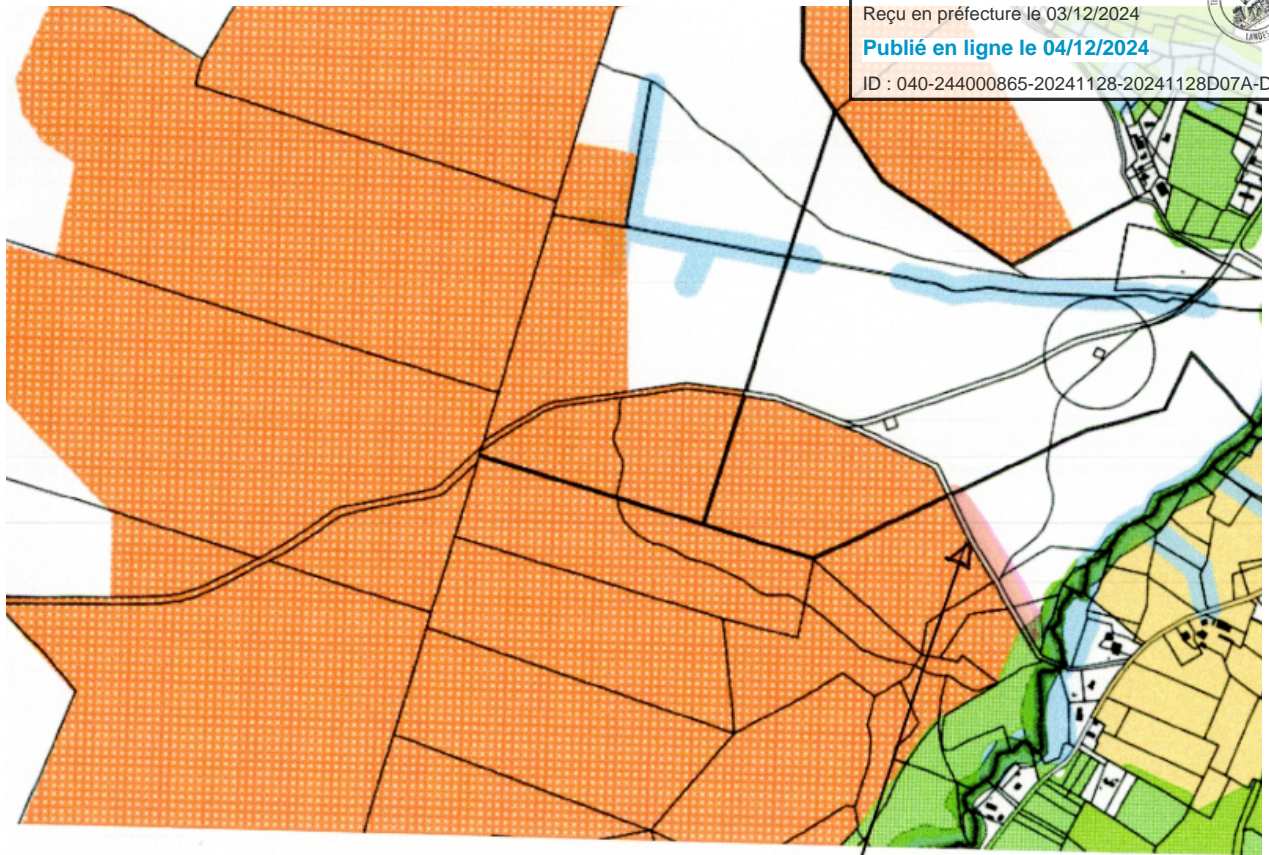 Reçu en préfecture le 03/12/2024
Publié en ligne le 04/12/2024
ID : 040-244000865-20241128-20241128D07A-D
LANDES